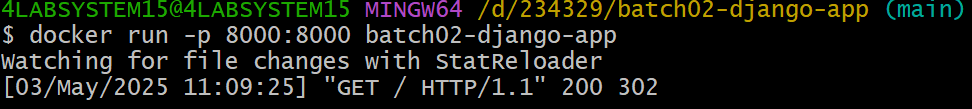 4LABSYSTEM15@4LABSYSTEM15 MINGW64 /d/234329/batch02-django-app (main)
$ docker run -p 8000:8000 batch02-django-app
Watching for file changes with StatReloader
[03/May/2025 11:09:25] "GET / HTTP/1.1" 200 302